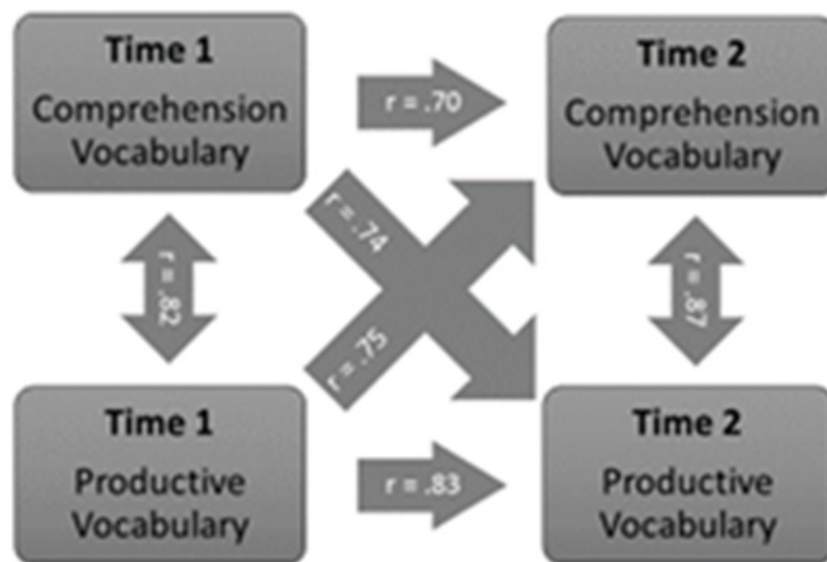 Time 1
Comprehension
Vocabulary
r = .70
Time 2
Comprehension
Vocabulary
r = .82
r = .74
r = .75
r = .87
Time 1
Productive
Vocabulary
r = .83
Time 2
Productive
Vocabulary